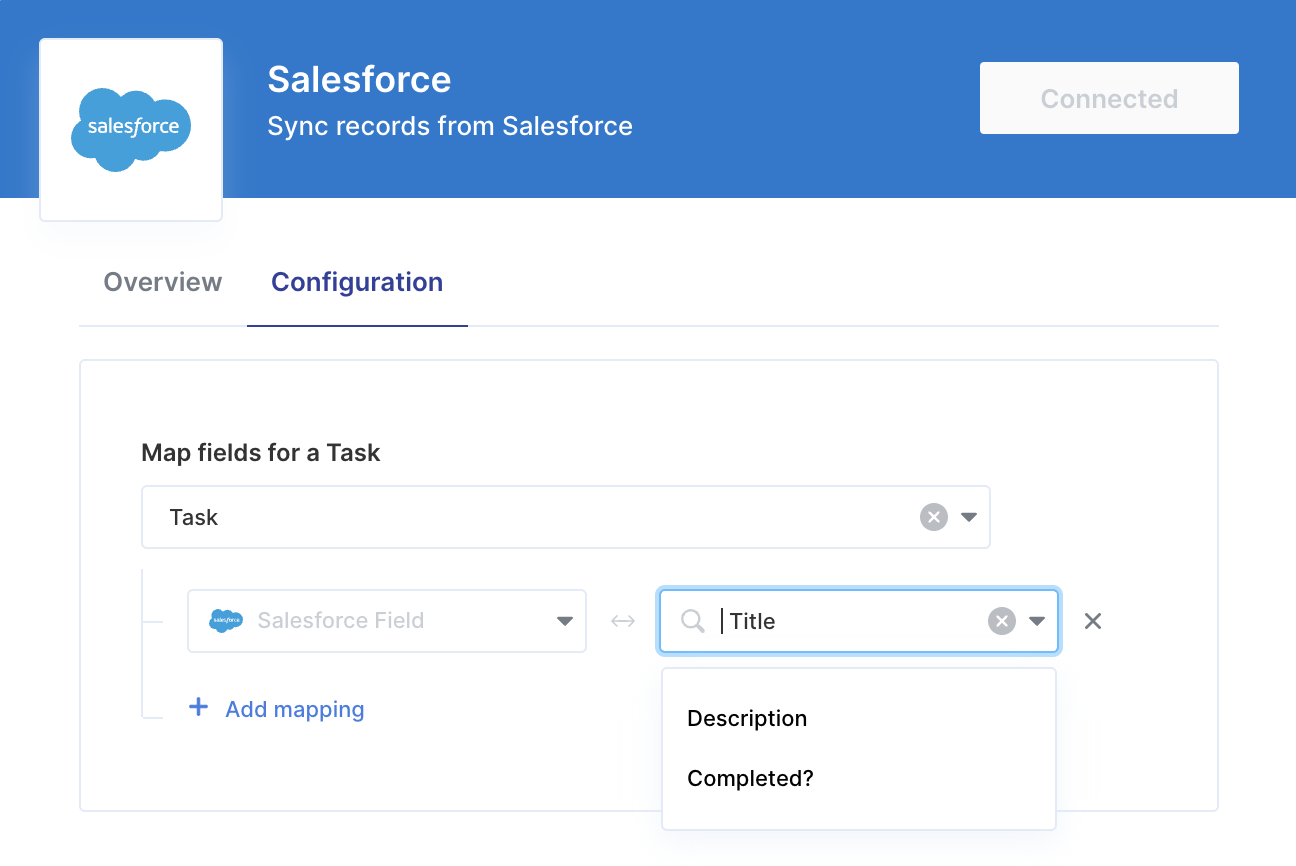 Salesforce
Connected
salesforce
Sync records from Salesforce
Overview
Configuration
Map fields for a Task
Task
salesforce
Salesforce Field
Title
Add mapping
Description
Completed?